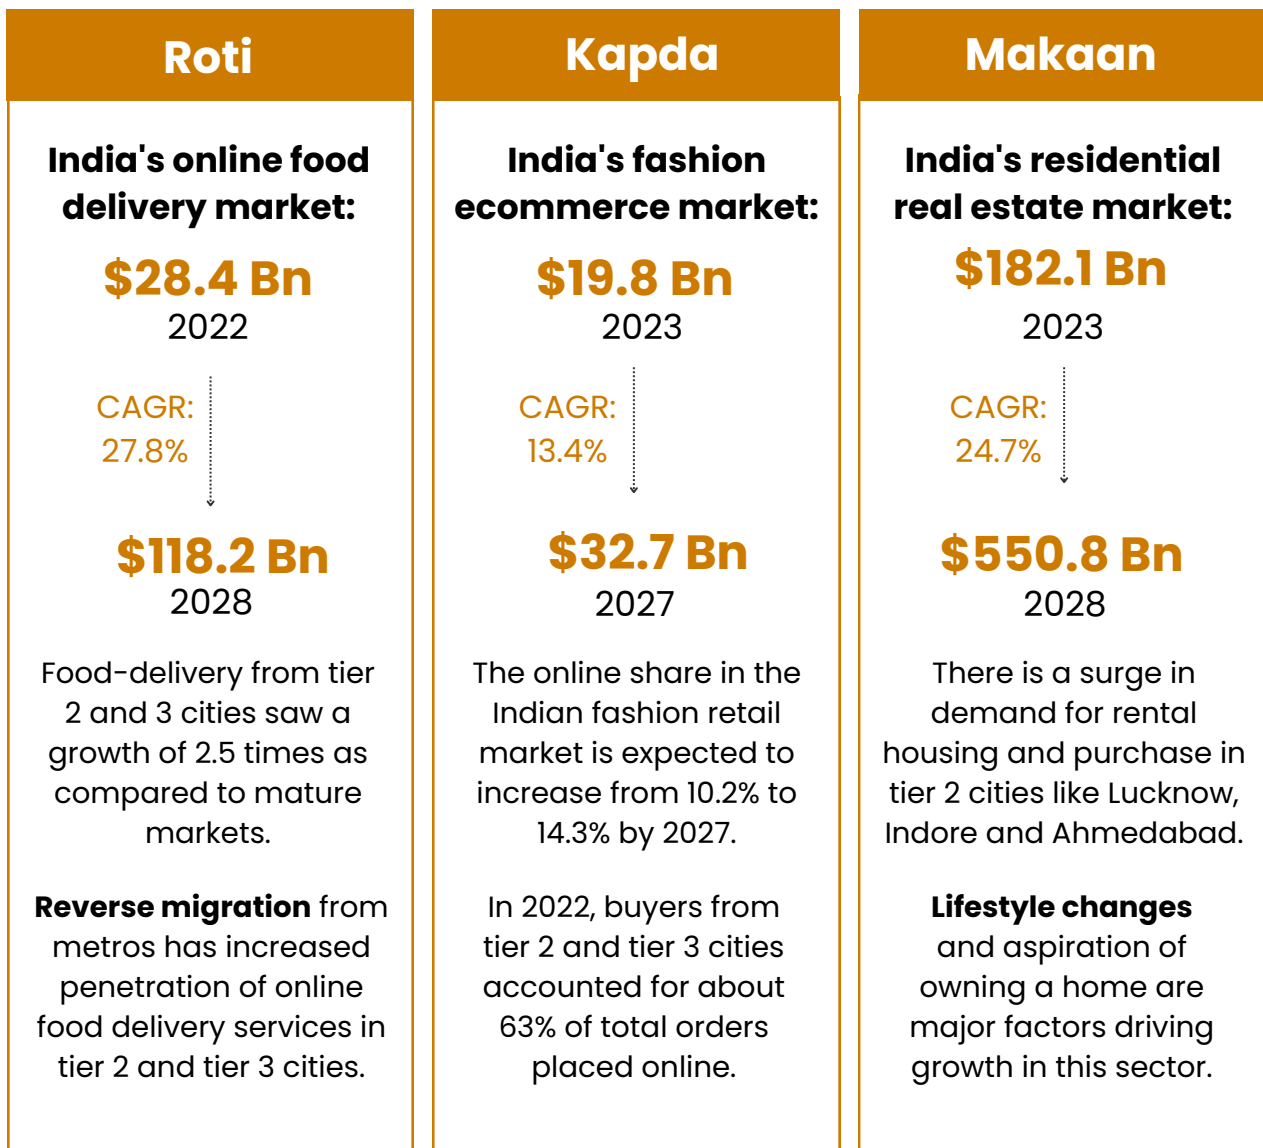 Roti
India's online food
delivery market:
$28.4 Bn
2022
CAGR:
27.8%
$118.2 Bn
2028
Food-delivery from tier
2 and 3 cities saw a
growth of 2.5 times as
compared to mature
markets.
Reverse migration from
metros has increased
penetration of online
food delivery services in
tier 2 and tier 3 cities.
Kapda
India's fashion
ecommerce market:
$19.8 Bn
2023
CAGR:
13.4%
$32.7 Bn
2027
The online share in the
Indian fashion retail
market is expected to
increase from 10.2% to
14.3% by 2027.
In 2022, buyers from
tier 2 and tier 3 cities
accounted for about
63% of total orders
placed online.
Makaan
India's residential
real estate market:
$182.1 Bn
2023
CAGR:
24.7%
$550.8 Bn
2028
There is a surge in
demand for rental
housing and purchase in
tier 2 cities like Lucknow,
Indore and Ahmedabad.
Lifestyle changes
and aspiration of
owning a home are
major factors driving
growth in this sector.